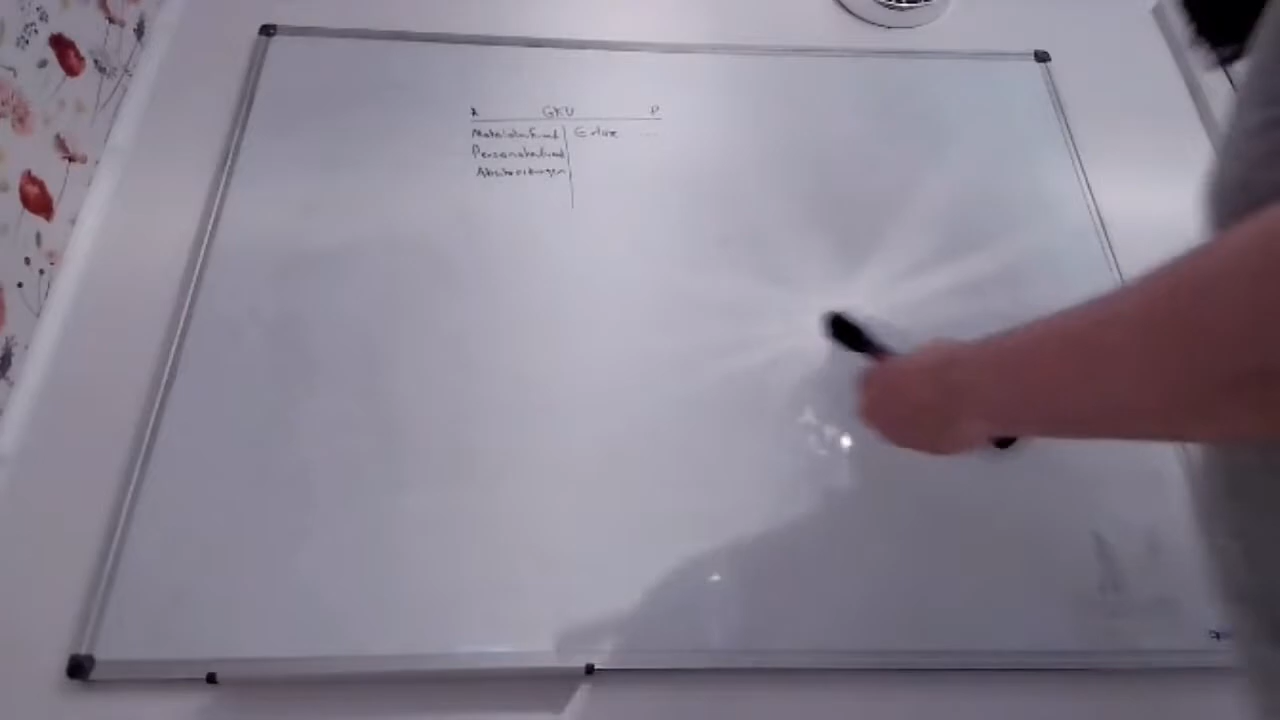 A GKV P
Materialaufwand Erlöse ...
Personalaufwand
Abschreibungen